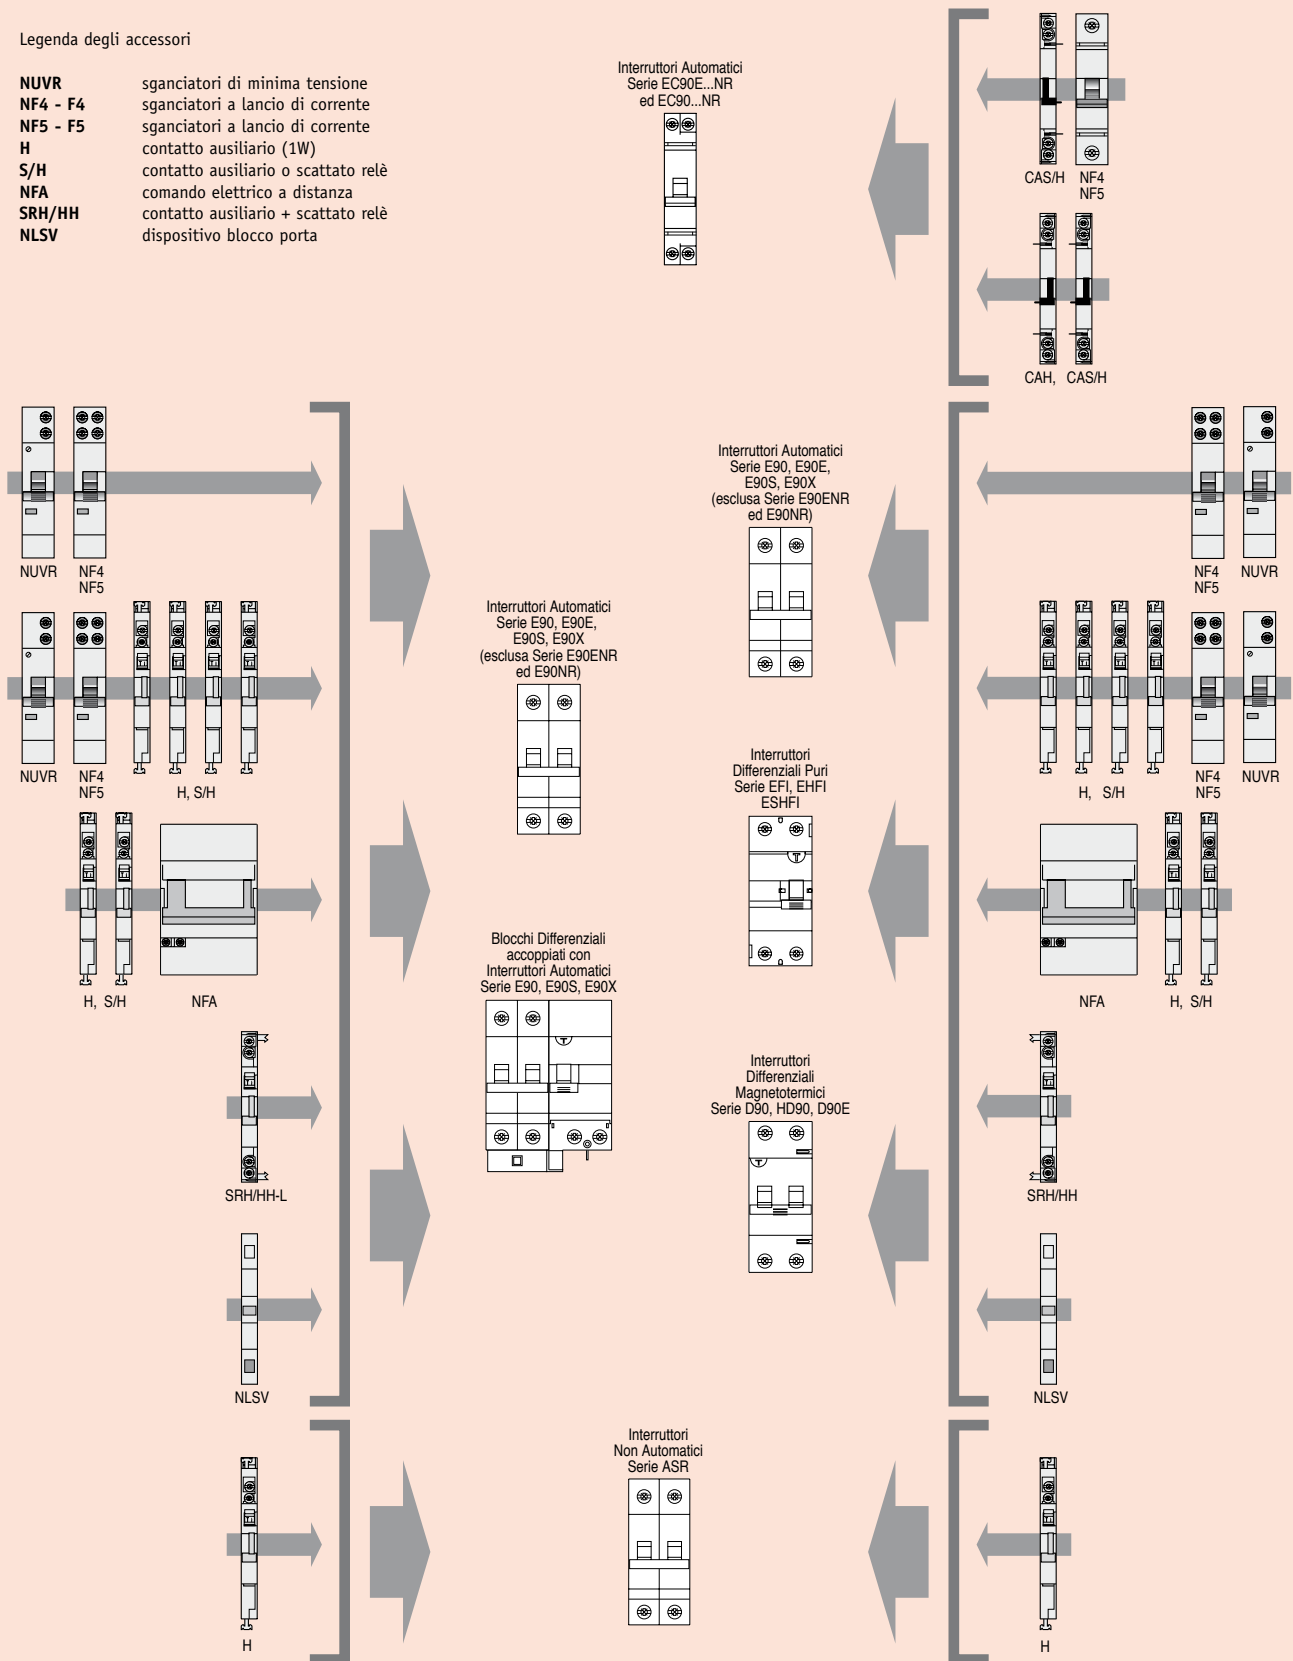 Legenda degli accessori
NUVR sganciatori di minima tensione
NF4 - F4 sganciatori a lancio di corrente
NF5 - F5 sganciatori a lancio di corrente
H contatto ausiliario (1W)
S/H contatto ausiliario o scattato relè
NFA comando elettrico a distanza
SRH/HH contatto ausiliario + scattato relè
NLSV dispositivo blocco porta
Interruttori Automatici
Serie EC90E...NR
ed EC90...NR
CAS/H NF4
NF5
CAH, CAS/H
NUVR NF4
NF5
NUVR NF4
NF5
H, S/H
H, S/H NFA
SRH/HH-L
NLSV
Interruttori Automatici
Serie E90, E90E,
E90S, E90X
(esclusa Serie E90ENR
ed E90NR)
Blocchi Differenziali
accoppiati con
Interruttori Automatici
Serie E90, E90S, E90X
T
Interruttori Automatici
Serie E90, E90E,
E90S, E90X
(esclusa Serie E90ENR
ed E90NR)
Interruttori
Differenziali Puri
Serie EFI, EHFI
ESHFI
T
Interruttori
Differenziali
Magnetotermici
Serie D90, HD90, D90E
T
NF4 NUVR
NF5
H, S/H NF4 NUVR
NF5
NFA H, S/H
SRH/HH
NLSV
H
Interruttori
Non Automatici
Serie ASR
H